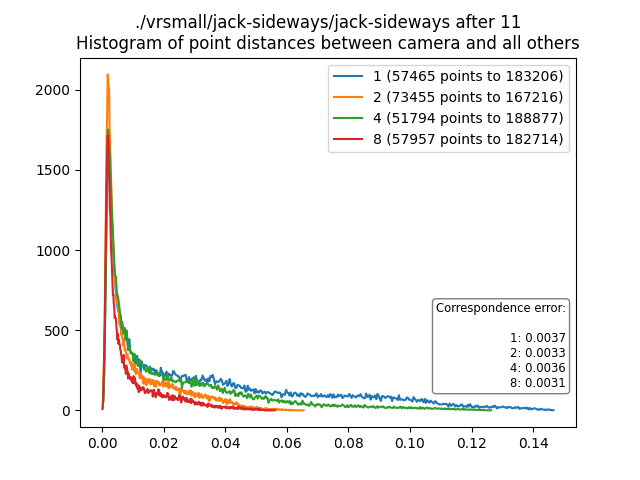 ./vrsmall/jack-sideways/jack-sideways after 11
Histogram of point distances between camera and all others
1 (57465 points to 183206)
2 (73455 points to 167216)
4 (51794 points to 188877)
8 (57957 points to 182714)
2000
1500
1000
500
0
Correspondence error:
1: 0.0037
2: 0.0033
4: 0.0036
8: 0.0031
0.00 0.02 0.04 0.06 0.08 0.10 0.12 0.14